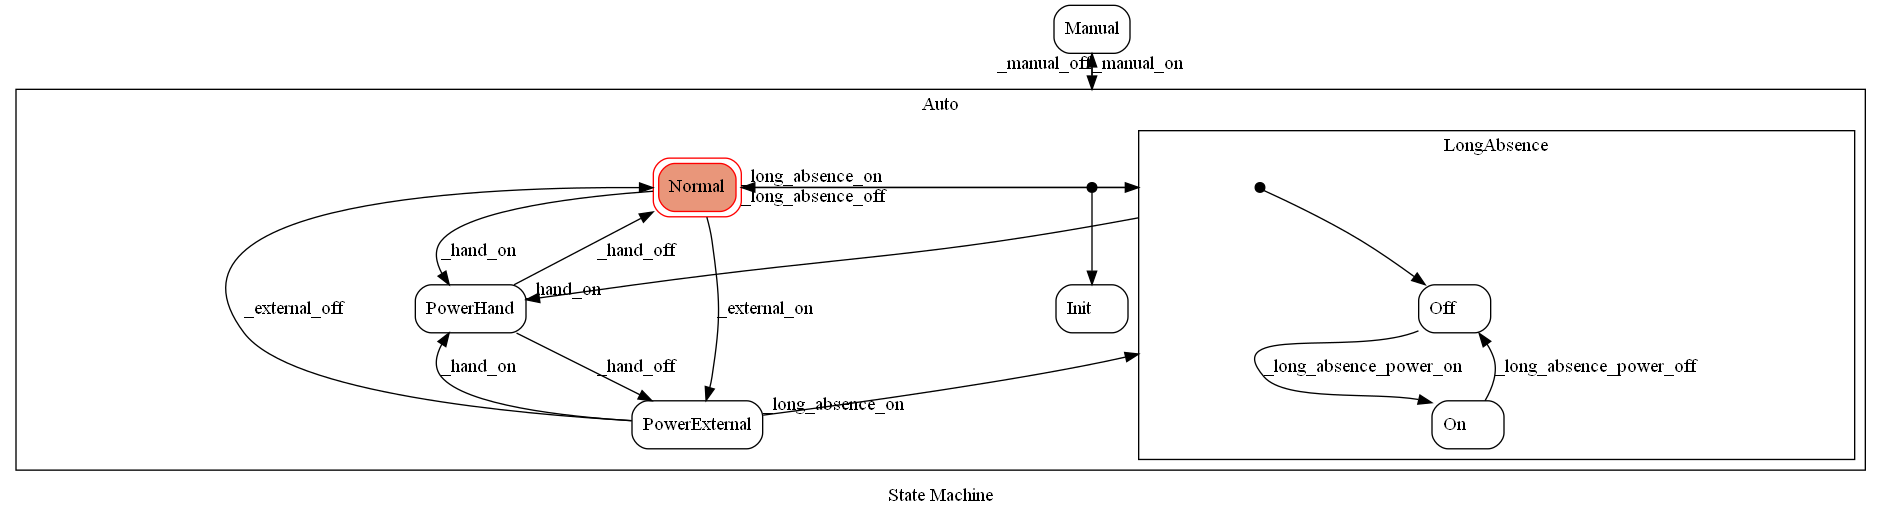 Manual
_manual_off
_manual_on
Auto
LongAbsence
_long_absence_on
Normal
_long_absence_off
_hand_on
_hand_off
_hand_on
_external_off
PowerHand
_external_on
Init
Off
_hand_on
_hand_off
_long_absence_power_on
_long_absence_power_off
_long_absence_on
PowerExternal
On
State Machine